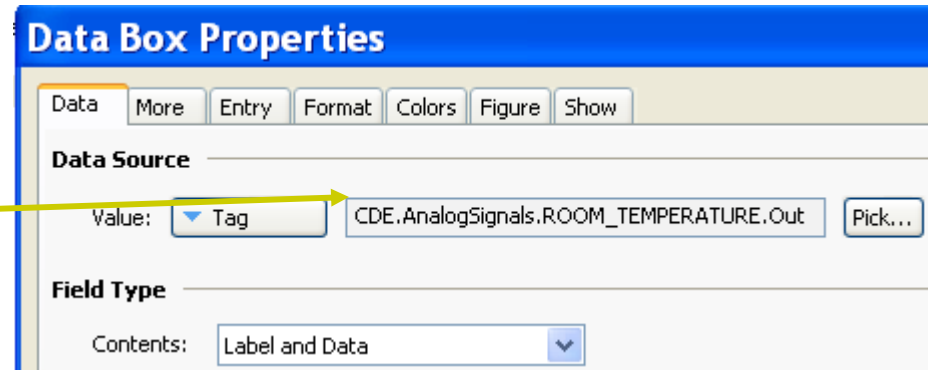 Data Box Properties
Data More Entry Format Colors Figure Show
Data Source
Value: Tag CDE.AnalogSignals.ROOM_TEMPERATURE.Out Pick...
Field Type
Contents: Label and Data